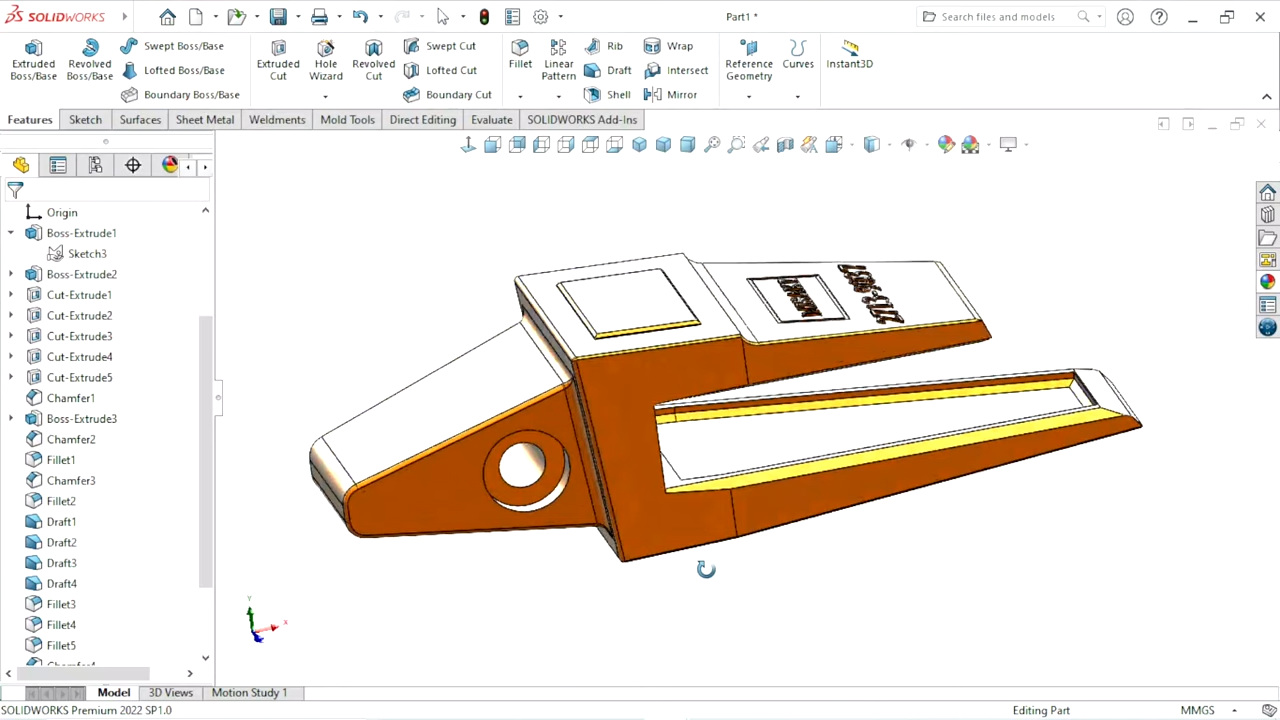 SOLIDWORKS
Part1 *
Search files and models
Extruded Boss/Base
Revolved Boss/Base
Swept Boss/Base
Lofted Boss/Base
Boundary Boss/Base
Extruded Cut
Hole Wizard
Revolved Cut
Swept Cut
Lofted Cut
Boundary Cut
Fillet
Linear Pattern
Rib
Draft
Shell
Wrap
Intersect
Mirror
Reference Geometry
Curves
Instant3D
Features Sketch Surfaces Sheet Metal Weldments Mold Tools Direct Editing Evaluate SOLIDWORKS Add-Ins
Origin
Boss-Extrude1
Sketch3
Boss-Extrude2
Cut-Extrude1
Cut-Extrude2
Cut-Extrude3
Cut-Extrude4
Cut-Extrude5
Chamfer1
Boss-Extrude3
Chamfer2
Fillet1
Chamfer3
Fillet2
Draft1
Draft2
Draft3
Draft4
Fillet3
Fillet4
Fillet5
Chamfer4
Y
X
Model 3D Views Motion Study 1
SOLIDWORKS Premium 2022 SP1.0
Editing Part
MMGS